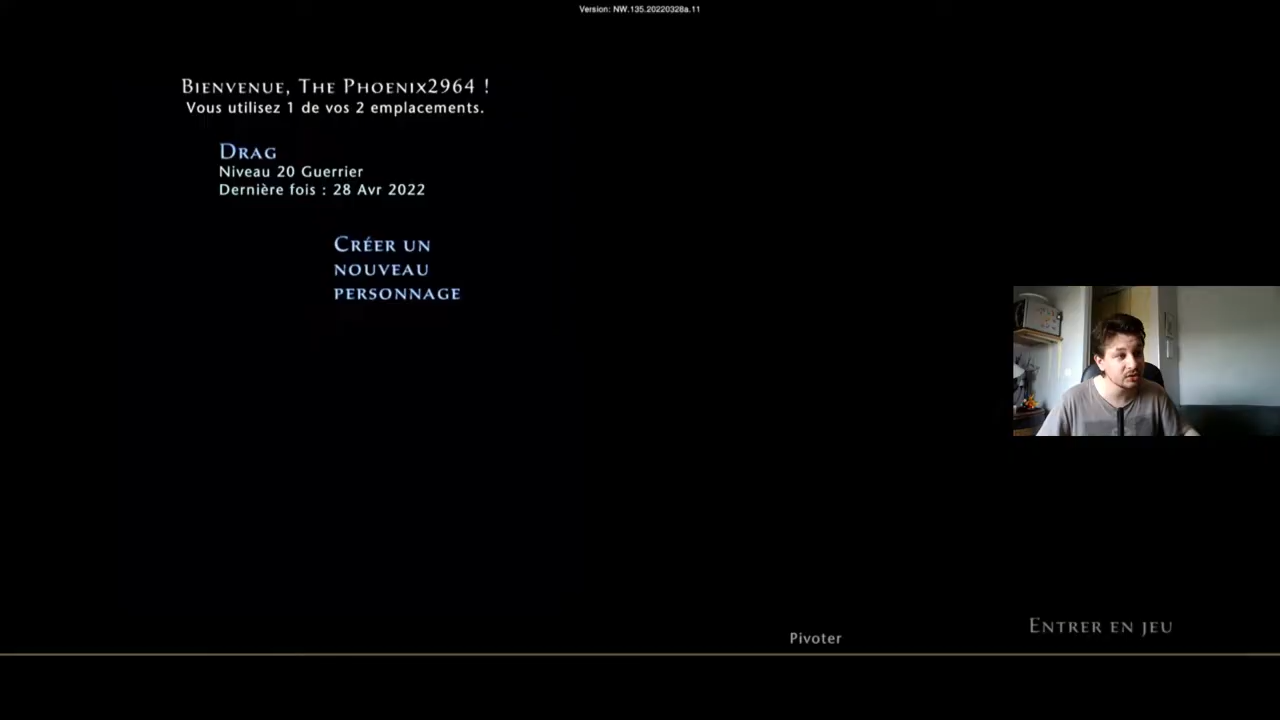 Version: NW.135.20220328a.11
Bienvenue, The Phoenix2964 !
Vous utilisez 1 de vos 2 emplacements.
Drag
Niveau 20 Guerrier
Dernière fois : 28 Avr 2022
Créer un
nouveau
personnage
Entrer en jeu
Pivoter